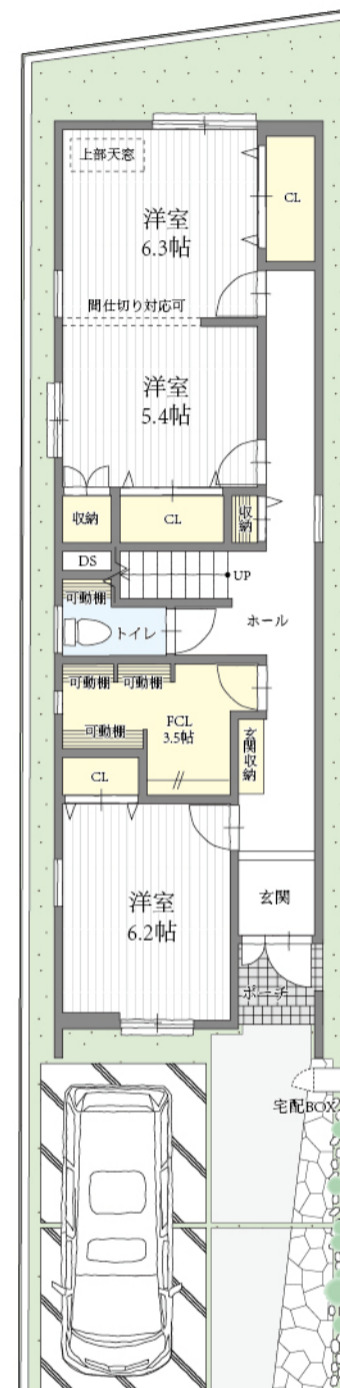 上部天窓
CL
洋室
6.3帖
間仕切り対応可
洋室
5.4帖
収納
CL
収納
DS
UP
可動棚
トイレ
ホール
可動棚
可動棚
可動棚
FCL
3.5帖
玄関収納
CL
洋室
6.2帖
玄関
ポーチ
宅配BOX